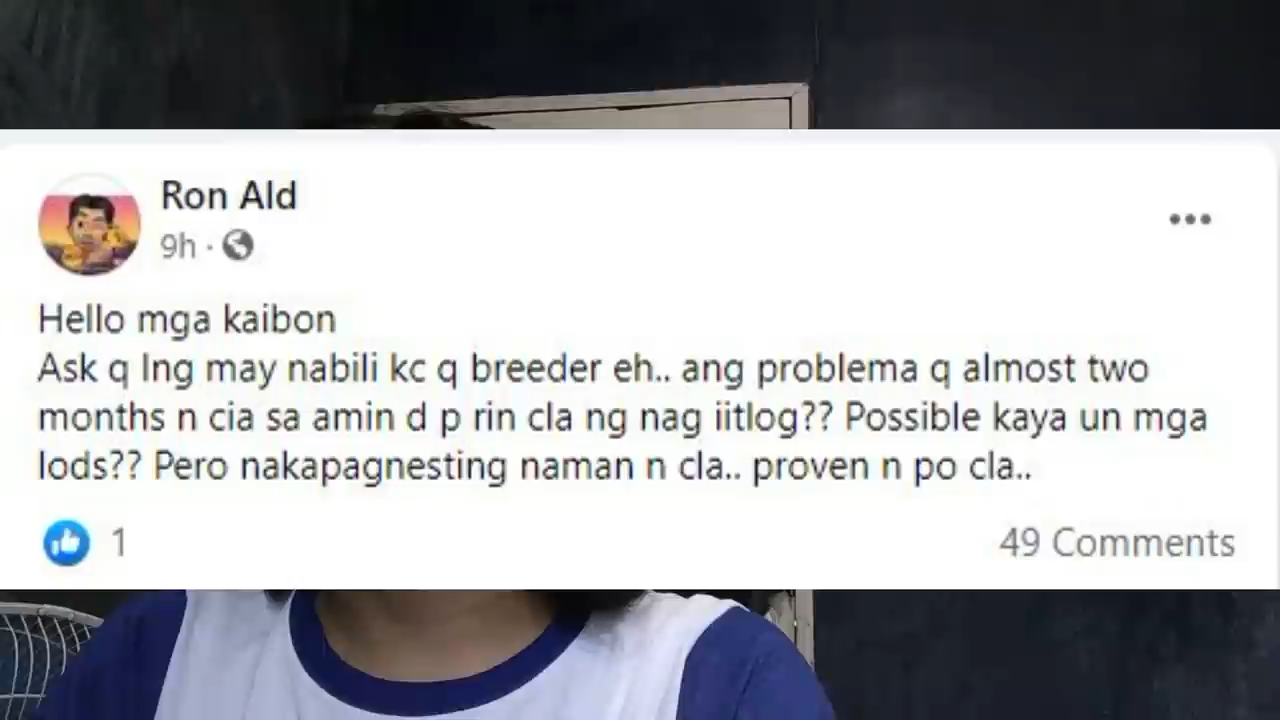 Ron Ald
9h ·
Hello mga kaibon
Ask q lng may nabili kc q breeder eh.. ang problema q almost two
months n cia sa amin d p rin cla ng nag iitlog?? Possible kaya un mga
lods?? Pero nakapagnesting naman n cla.. proven n po cla..
1
49 Comments